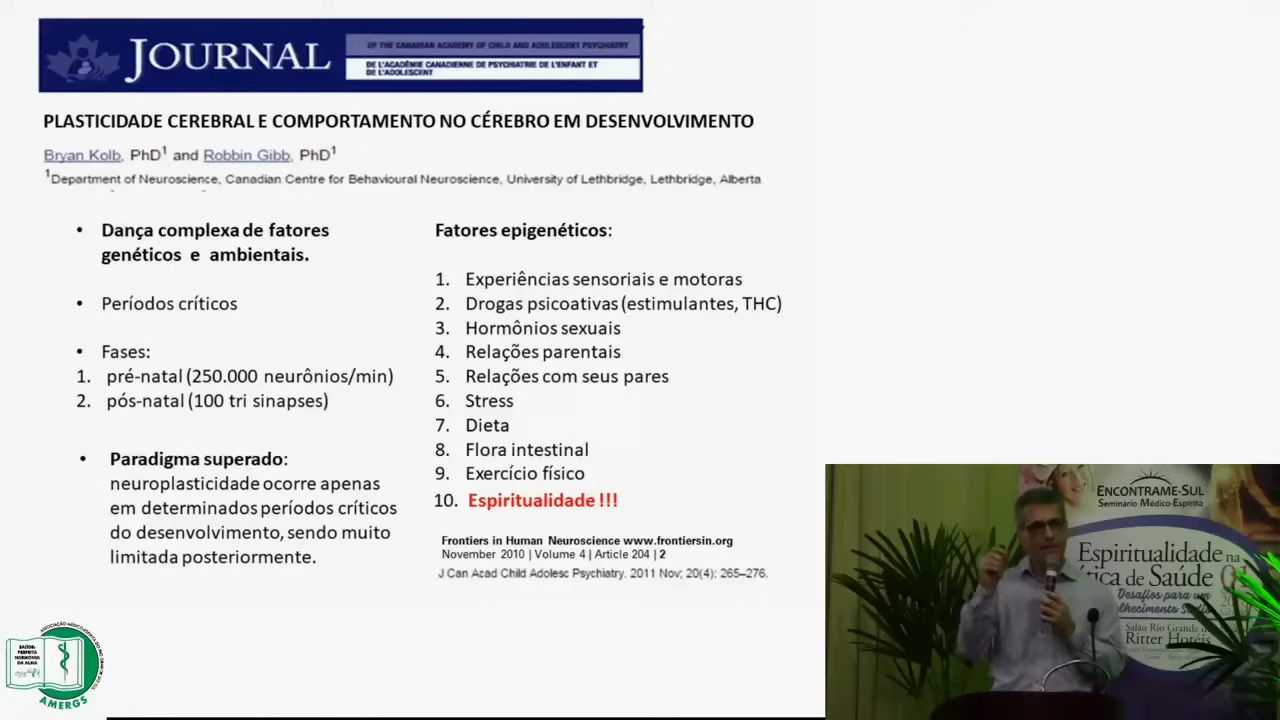 JOURNAL
OF THE CANADIAN ACADEMY OF CHILD AND ADOLESCENT PSYCHIATRY
DE L'ACADÉMIE CANADIENNE DE PSYCHIATRIE DE L'ENFANT ET
DE L'ADOLESCENT
PLASTICIDADE CEREBRAL E COMPORTAMENTO NO CÉREBRO EM DESENVOLVIMENTO
Bryan Kolb, PhD1 and Robbin Gibb, PhD1
1Department of Neuroscience, Canadian Centre for Behavioural Neuroscience, University of Lethbridge, Lethbridge, Alberta
• Dança complexa de fatores
genéticos e ambientais.
• Períodos críticos
• Fases:
1. pré-natal (250.000 neurônios/min)
2. pós-natal (100 tri sinapses)
• Paradigma superado:
neuroplasticidade ocorre apenas
em determinados períodos críticos
do desenvolvimento, sendo muito
limitada posteriormente.
Fatores epigenéticos:
1. Experiências sensoriais e motoras
2. Drogas psicoativas (estimulantes, THC)
3. Hormônios sexuais
4. Relações parentais
5. Relações com seus pares
6. Stress
7. Dieta
8. Flora intestinal
9. Exercício físico
10. Espiritualidade !!!
Frontiers in Human Neuroscience www.frontiersin.org
November 2010 | Volume 4 | Article 204 | 2
J Can Acad Child Adolesc Psychiatry. 2011 Nov; 20(4): 265–276.
SAÚDE:
PERFEITA
HARMONIA
DA ALMA
AMERGS
ENCONTRAME-SUL
Seminário Médico-Espírita
Espiritualidade na
de Saúde
Desafios para um
Salão Rio Grande
Ritter Hotéis